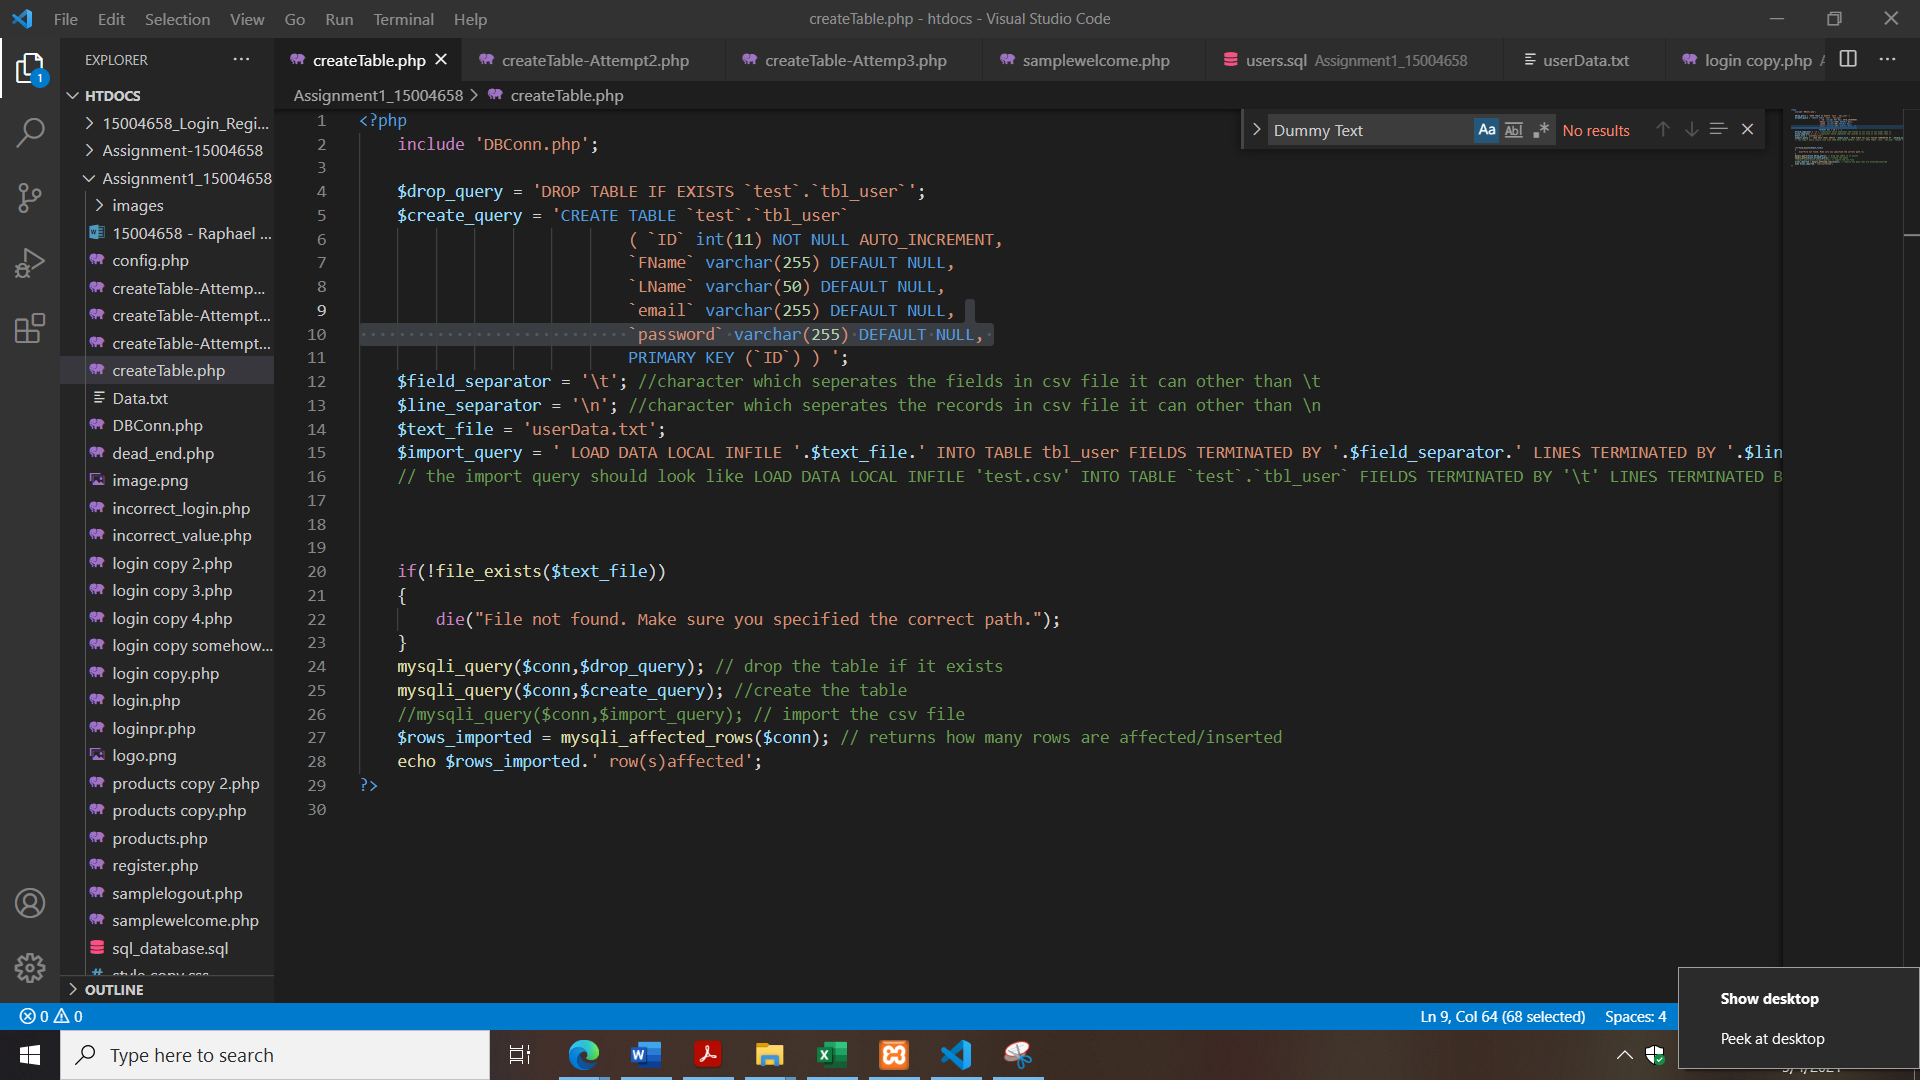 File Edit Selection View Go Run Terminal Help
createTable.php - htdocs - Visual Studio Code
EXPLORER
createTable.php
createTable-Attempt2.php
createTable-Attemp3.php
samplewelcome.php
users.sql Assignment1_15004658
userData.txt
login copy.php
Assignment1_15004658 > createTable.php
Dummy Text
Aa
Abl
No results
HTDOCS
15004658_Login_Regi...
Assignment-15004658
Assignment1_15004658
images
15004658 - Raphael ...
config.php
createTable-Attemp...
createTable-Attempt...
createTable-Attempt...
createTable.php
Data.txt
DBConn.php
dead_end.php
image.png
incorrect_login.php
incorrect_value.php
login copy 2.php
login copy 3.php
login copy 4.php
login copy somehow...
login copy.php
login.php
loginpr.php
logo.png
products copy 2.php
products copy.php
products.php
register.php
samplelogout.php
samplewelcome.php
sql_database.sql
style copy.css
OUTLINE
1 <?php
2 include 'DBConn.php';
3
4 $drop_query = 'DROP TABLE IF EXISTS `test`.`tbl_user`';
5 $create_query = 'CREATE TABLE `test`.`tbl_user`
6 ( `ID` int(11) NOT NULL AUTO_INCREMENT,
7 `FName` varchar(255) DEFAULT NULL,
8 `LName` varchar(50) DEFAULT NULL,
9 `email` varchar(255) DEFAULT NULL,
10 `password` varchar(255) DEFAULT NULL,
11 PRIMARY KEY (`ID`) ) ';
12 $field_separator = '\t'; //character which seperates the fields in csv file it can other than \t
13 $line_separator = '\n'; //character which seperates the records in csv file it can other than \n
14 $text_file = 'userData.txt';
15 $import_query = ' LOAD DATA LOCAL INFILE '.$text_file.' INTO TABLE tbl_user FIELDS TERMINATED BY '.$field_separator.' LINES TERMINATED BY '.$lin
16 // the import query should look like LOAD DATA LOCAL INFILE 'test.csv' INTO TABLE `test`.`tbl_user` FIELDS TERMINATED BY '\t' LINES TERMINATED B
17
18
19
20 if(!file_exists($text_file))
21 {
22 die("File not found. Make sure you specified the correct path.");
23 }
24 mysqli_query($conn,$drop_query); // drop the table if it exists
25 mysqli_query($conn,$create_query); //create the table
26 //mysqli_query($conn,$import_query); // import the csv file
27 $rows_imported = mysqli_affected_rows($conn); // returns how many rows are affected/inserted
28 echo $rows_imported.' row(s)affected';
29 ?>
30
Show desktop
Peek at desktop
0 0
Ln 9, Col 64 (68 selected)
Spaces: 4
Type here to search